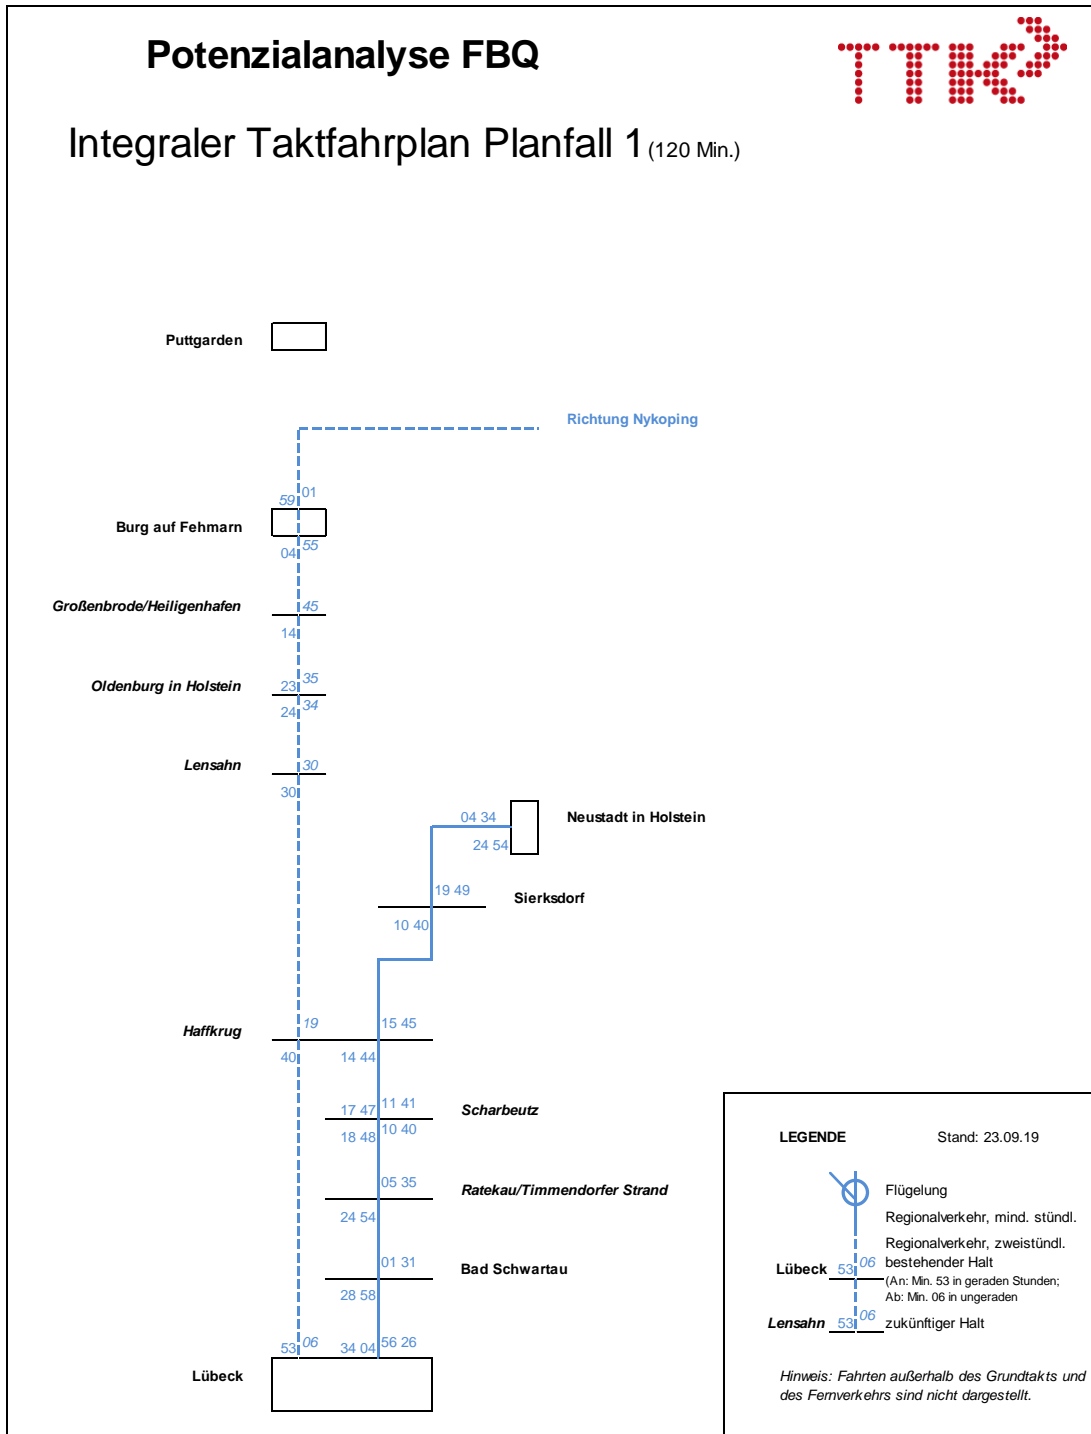 Potenzialanalyse FBQ
TTK
Integraler Taktfahrplan Planfall 1 (120 Min.)
Puttgarden
Richtung Nykoping
59 01
Burg auf Fehmarn
04 55
Großenbrode/Heiligenhafen 45
14
Oldenburg in Holstein 23 35
24 34
Lensahn 30
30
04 34 Neustadt in Holstein
24 54
19 49 Sierksdorf
10 40
Haffkrug 19 15 45
40 14 44
17 47 11 41 Scharbeutz
18 48 10 40
05 35 Ratekau/Timmendorfer Strand
24 54
01 31 Bad Schwartau
28 58
53 06 34 04 56 26
Lübeck
LEGENDE Stand: 23.09.19
Flügelung
Regionalverkehr, mind. stündl.
Regionalverkehr, zweistündl.
Lübeck 53 06 bestehender Halt
(An: Min. 53 in geraden Stunden;
Ab: Min. 06 in ungeraden
Lensahn 53 06 zukünftiger Halt
Hinweis: Fahrten außerhalb des Grundtakts und
des Fernverkehrs sind nicht dargestellt.